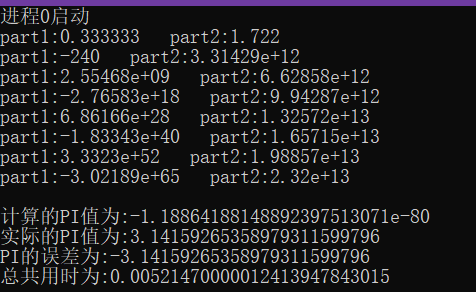 进程0启动
part1:0.333333   part2:1.722
part1:-240   part2:3.31429e+12
part1:2.55468e+09   part2:6.62858e+12
part1:-2.76583e+18   part2:9.94287e+12
part1:6.86166e+28   part2:1.32572e+13
part1:-1.83343e+40   part2:1.65715e+13
part1:3.3323e+52   part2:1.98857e+13
part1:-3.02189e+65   part2:2.32e+13
计算的PI值为:-1.18864188148892397513071e-80
实际的PI值为:3.14159265358979311599796
PI的误差为:-3.14159265358979311599796
总共用时为:0.00521470000012413947843015